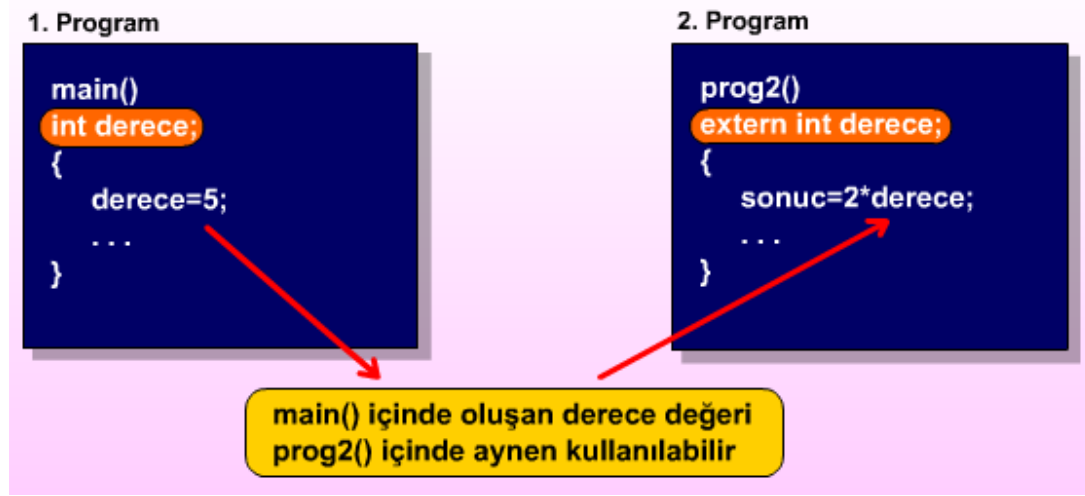 1. Program
main()
int derece;
{
derece=5;
. . .
}
2. Program
prog2()
extern int derece;
{
sonuc=2*derece;
. . .
}
main() içinde oluşan derece değeri
prog2() içinde aynen kullanılabilir